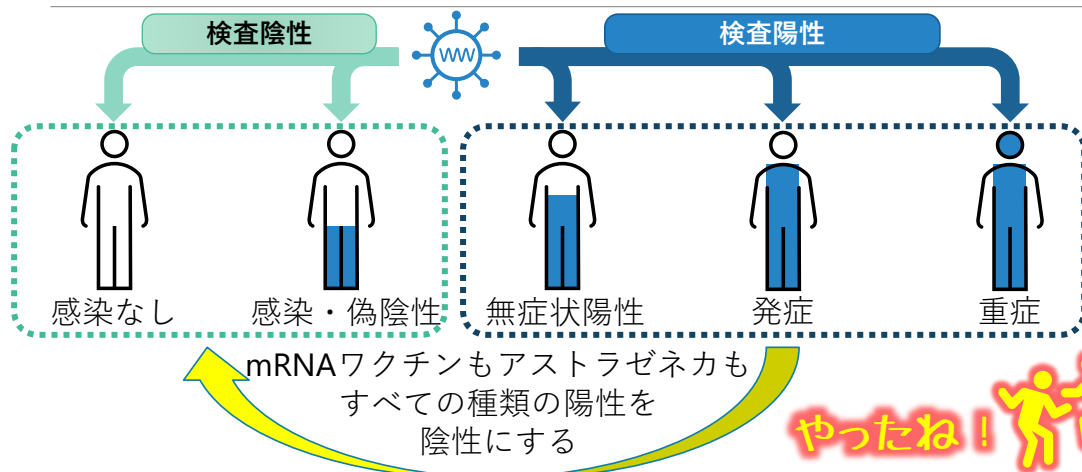 検査陰性
検査陽性
感染なし
感染・偽陰性
無症状陽性
発症
重症
mRNAワクチンもアストラゼネカも
すべての種類の陽性を
陰性にする
やったね!